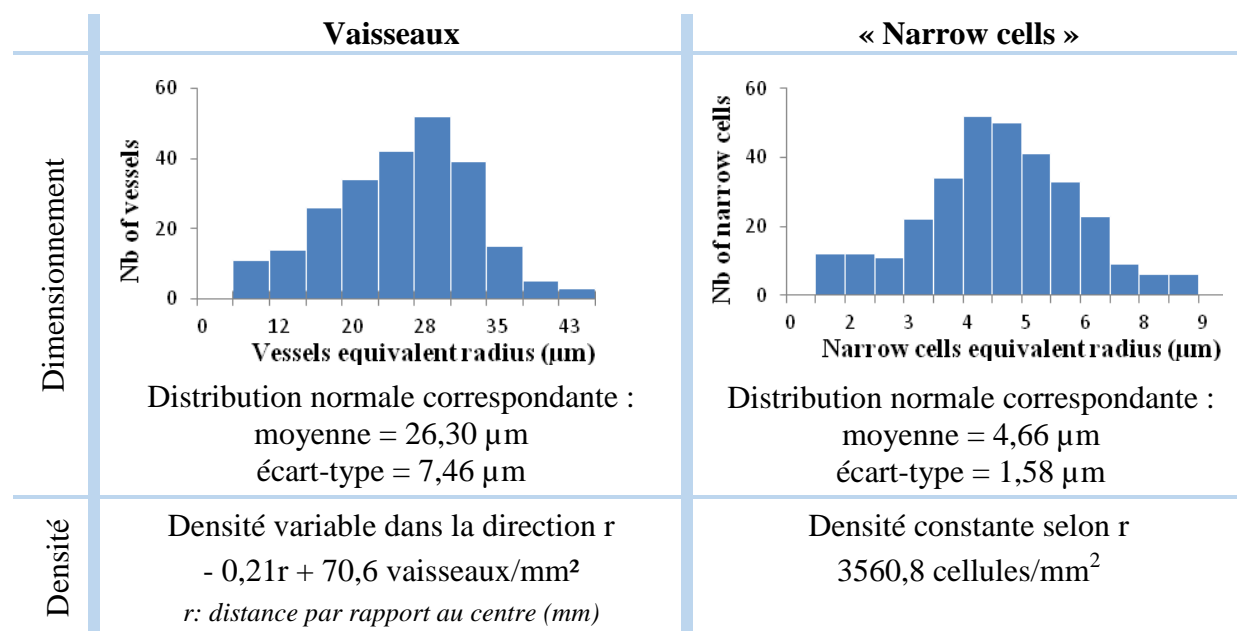 Vaisseaux
« Narrow cells »
Dimensionnement
60
40
20
0
Nb of vessels
0 12 20 28 35 43
Vessels equivalent radius (µm)
Distribution normale correspondante :
moyenne = 26,30 µm
écart-type = 7,46 µm
60
40
20
0
Nb of narrow cells
0 2 3 4 5 6 8 9
Narrow cells equivalent radius (µm)
Distribution normale correspondante :
moyenne = 4,66 µm
écart-type = 1,58 µm
Densité
Densité variable dans la direction r
- 0,21r + 70,6 vaisseaux/mm²
r: distance par rapport au centre (mm)
Densité constante selon r
3560,8 cellules/mm²